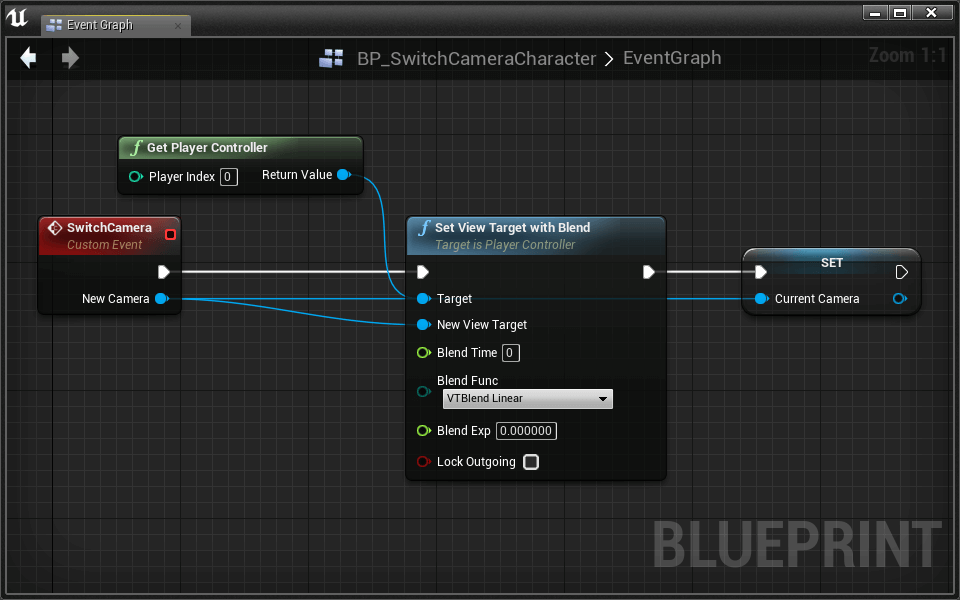 Event Graph
BP_SwitchCameraCharacter > EventGraph
Zoom 1:1
f Get Player Controller
Player Index 0 Return Value
SwitchCamera
Custom Event
New Camera
f Set View Target with Blend
Target is Player Controller
Target
New View Target
Blend Time 0
Blend Func
VTBlend Linear
Blend Exp 0.000000
Lock Outgoing
SET
Current Camera
BLUEPRINT